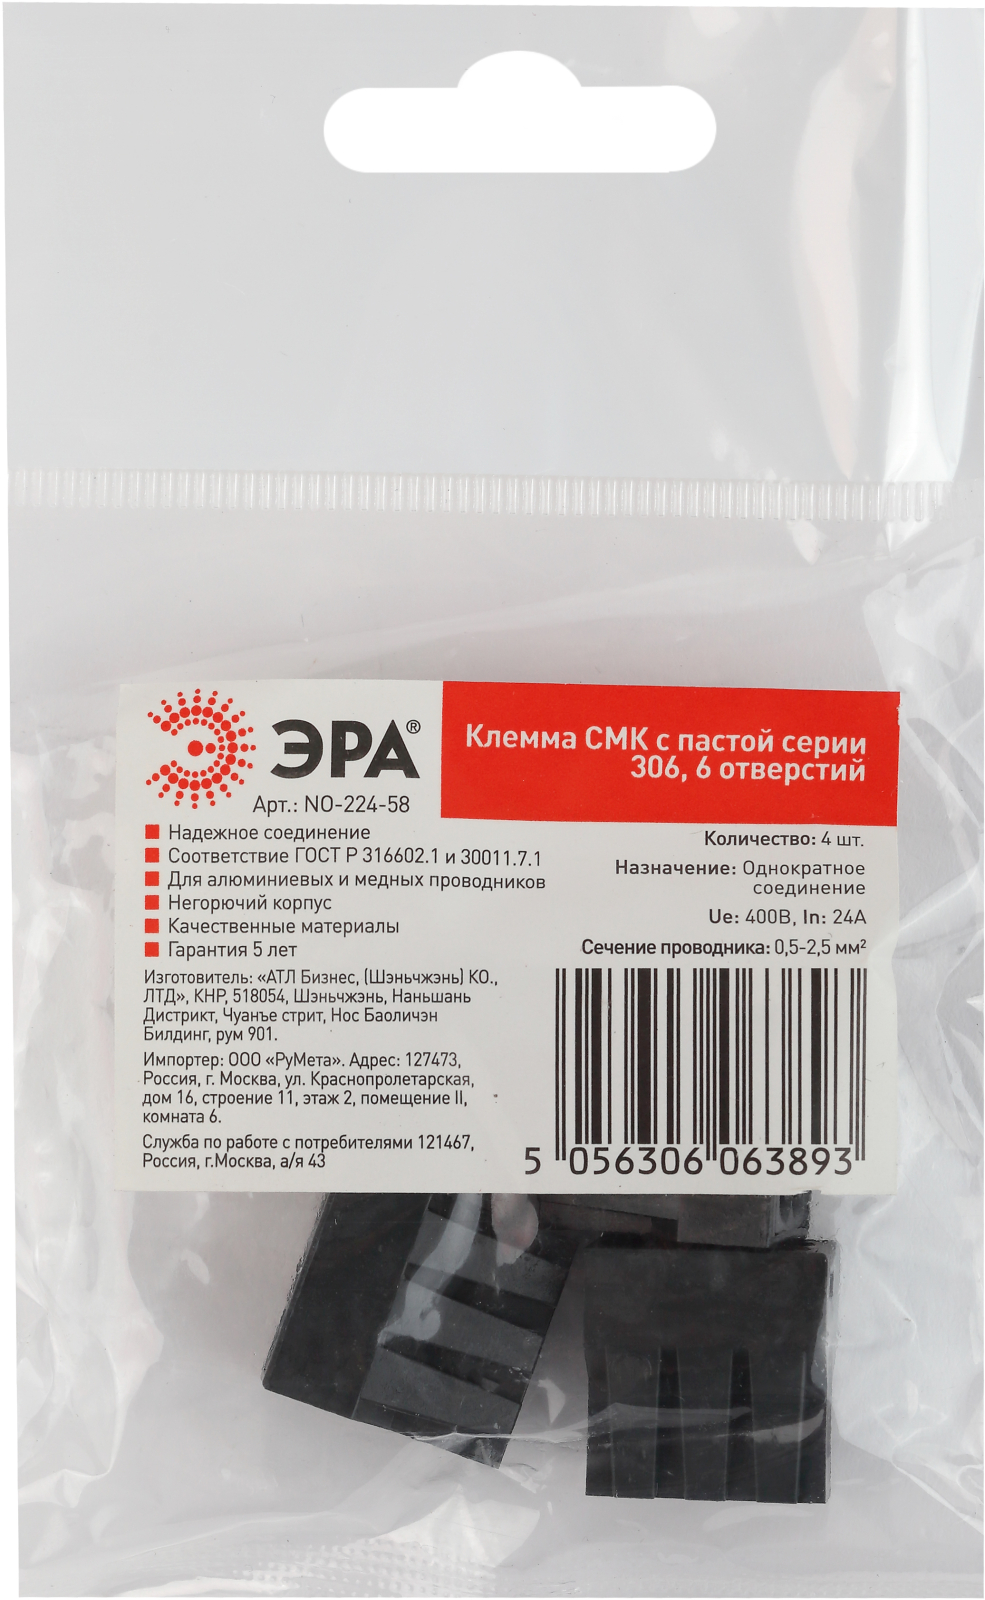 ЭРА®
Арт.: NO-224-58
Клемма СМК с пастой серии
306, 6 отверстий
Надежное соединение
Соответствие ГОСТ Р 316602.1 и 30011.7.1
Для алюминиевых и медных проводников
Негорючий корпус
Качественные материалы
Гарантия 5 лет
Количество: 4 шт.
Назначение: Однократное
соединение
Ue: 400В, In: 24А
Сечение проводника: 0,5-2,5 мм²
Изготовитель: «АТЛ Бизнес, (Шэньчжэнь) КО.,
ЛТД», КНР, 518054, Шэньчжэнь, Наньшань
Дистрикт, Чуанъе стрит, Нос Баоличэн
Билдинг, рум 901.
Импортер: ООО «РуМета». Адрес: 127473,
Россия, г. Москва, ул. Краснопролетарская,
дом 16, строение 11, этаж 2, помещение II,
комната 6.
Служба по работе с потребителями 121467,
Россия, г.Москва, а/я 43
5 056306 063893